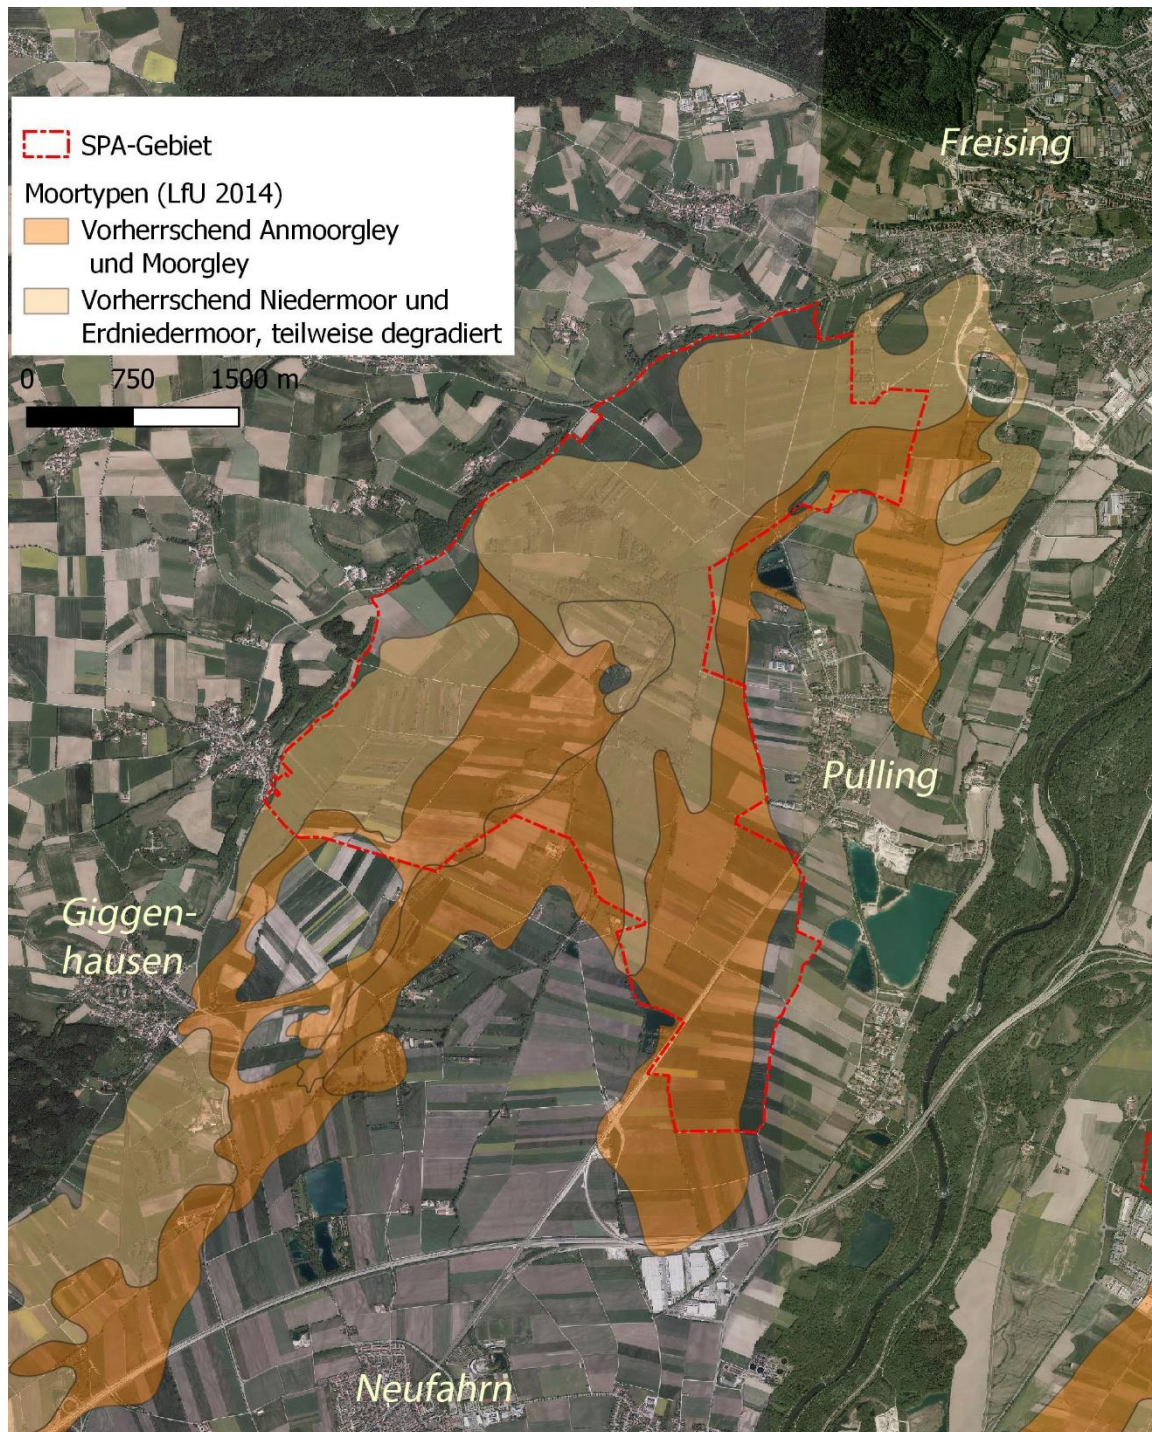 SPA-Gebiet
Moortypen (LfU 2014)
Vorherrschend Anmoorgley
und Moorgley
Vorherrschend Niedermoor und
Erdniedermoor, teilweise degradiert
0 750 1500 m
Freising
Pulling
Giggen-
hausen
Neufahrn